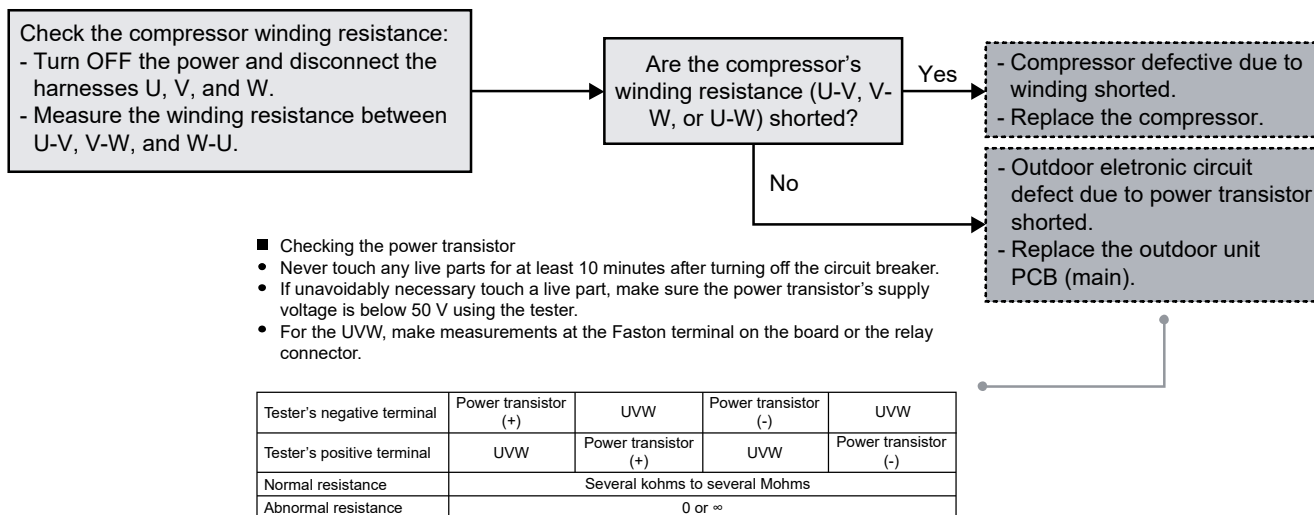 Check the compressor winding resistance:
- Turn OFF the power and disconnect the
harnesses U, V, and W.
- Measure the winding resistance between
U-V, V-W, and W-U.
Are the compressor's
winding resistance (U-V, V-
W, or U-W) shorted?
Yes
- Compressor defective due to
winding shorted.
- Replace the compressor.
No
- Outdoor eletronic circuit
defect due to power transistor
shorted.
- Replace the outdoor unit
PCB (main).
■ Checking the power transistor
• Never touch any live parts for at least 10 minutes after turning off the circuit breaker.
• If unavoidably necessary touch a live part, make sure the power transistor's supply
voltage is below 50 V using the tester.
• For the UVW, make measurements at the Faston terminal on the board or the relay
connector.
Tester's negative terminal Power transistor (+) UVW Power transistor (-) UVW
Tester's positive terminal UVW Power transistor (+) UVW Power transistor (-)
Normal resistance Several kohms to several Mohms
Abnormal resistance 0 or ∞